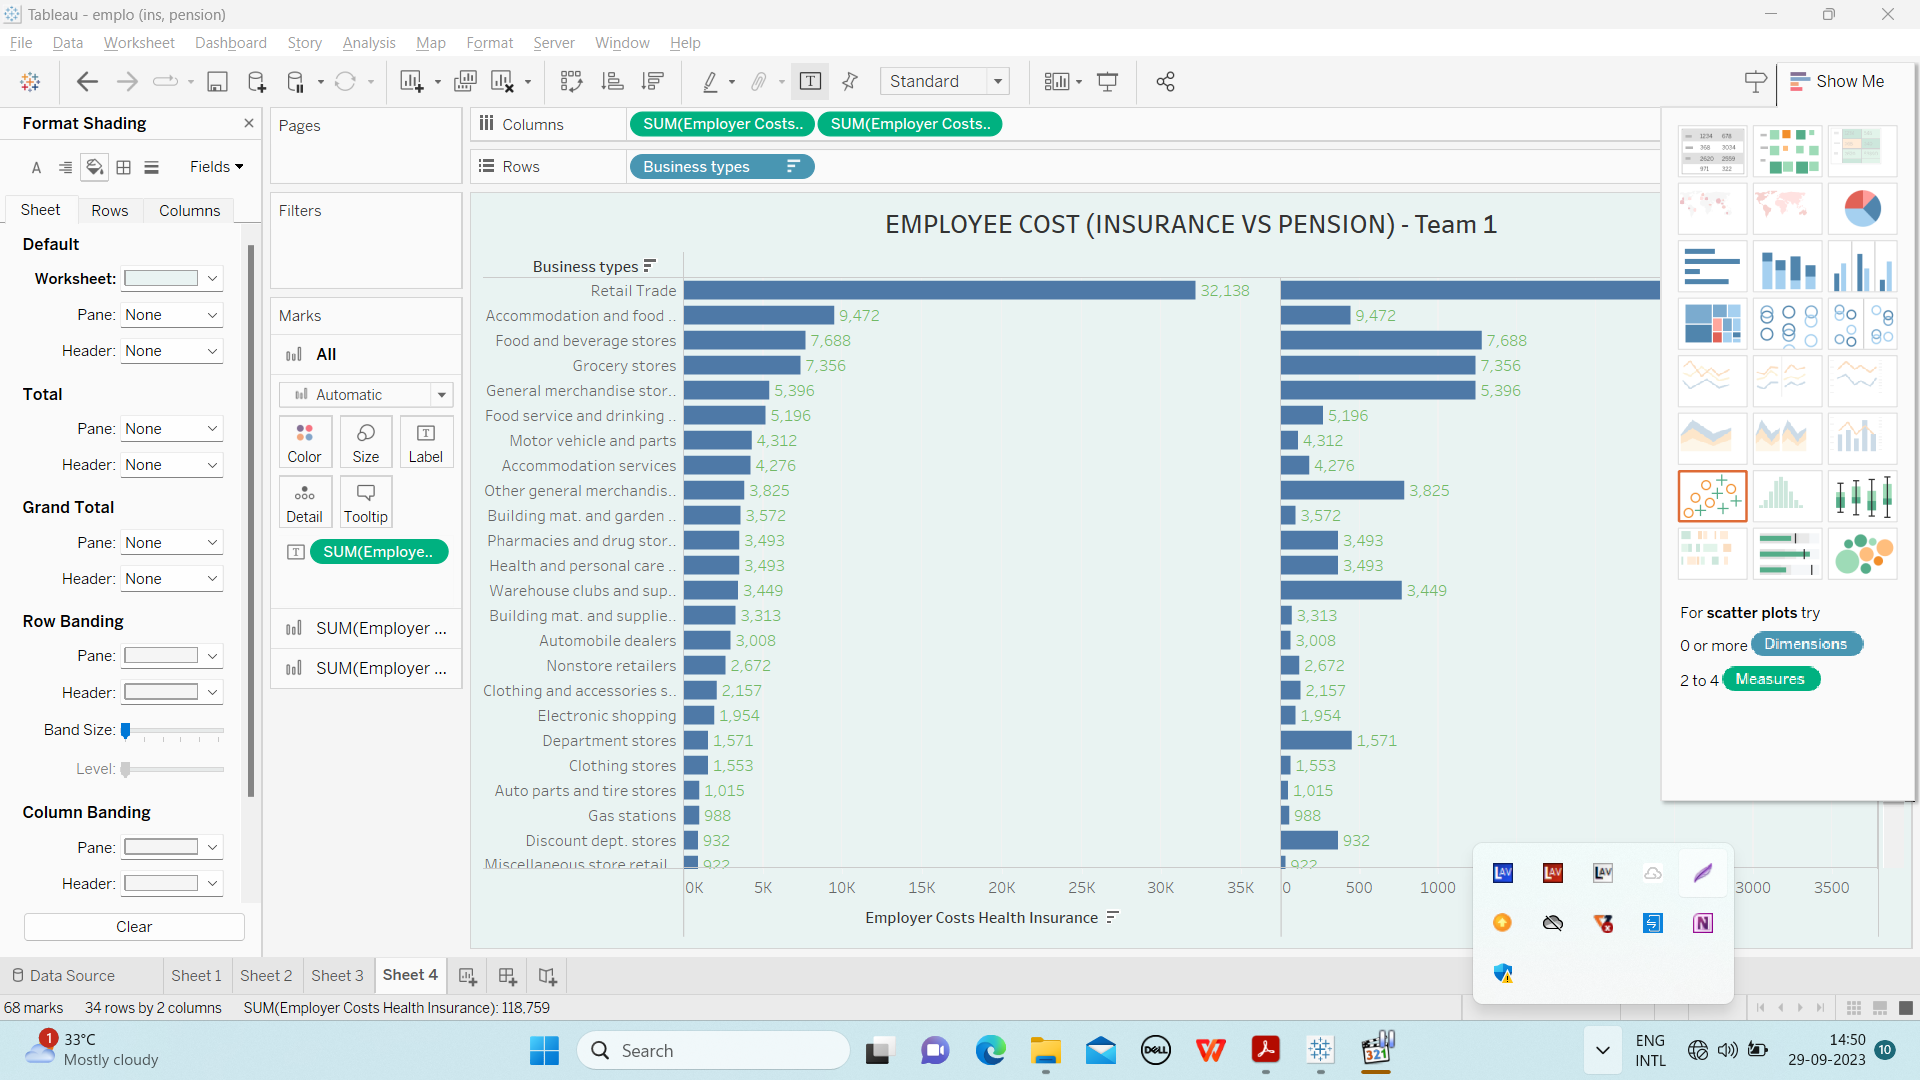 Tableau - emplo (ins, pension)
File Data Worksheet Dashboard Story Analysis Map Format Server Window Help
Standard
Show Me
Format Shading
Fields
Sheet Rows Columns
Default
Worksheet:
Pane: None
Header: None
Total
Pane: None
Header: None
Grand Total
Pane: None
Header: None
Row Banding
Pane:
Header:
Band Size:
Level:
Column Banding
Pane:
Header:
Clear
Pages
Filters
Marks
All
Automatic
Color Size Label
Detail Tooltip
SUM(Employe..
SUM(Employer ...
SUM(Employer ...
Columns SUM(Employer Costs.. SUM(Employer Costs..
Rows Business types
EMPLOYEE COST (INSURANCE VS PENSION) - Team 1
Business types
Retail Trade 32,138
Accommodation and food .. 9,472 9,472
Food and beverage stores 7,688 7,688
Grocery stores 7,356 7,356
General merchandise stor.. 5,396 5,396
Food service and drinking .. 5,196 5,196
Motor vehicle and parts 4,312 4,312
Accommodation services 4,276 4,276
Other general merchandis.. 3,825 3,825
Building mat. and garden .. 3,572 3,572
Pharmacies and drug stor.. 3,493 3,493
Health and personal care .. 3,493 3,493
Warehouse clubs and sup.. 3,449 3,449
Building mat. and supplie.. 3,313 3,313
Automobile dealers 3,008 3,008
Nonstore retailers 2,672 2,672
Clothing and accessories s.. 2,157 2,157
Electronic shopping 1,954 1,954
Department stores 1,571 1,571
Clothing stores 1,553 1,553
Auto parts and tire stores 1,015 1,015
Gas stations 988 988
Discount dept. stores 932 932
Miscellaneous store retail.. 922 922
0K 5K 10K 15K 20K 25K 30K 35K 0 500 1000 3000 3500
Employer Costs Health Insurance
For scatter plots try
0 or more Dimensions
2 to 4 Measures
Data Source Sheet 1 Sheet 2 Sheet 3 Sheet 4
68 marks 34 rows by 2 columns SUM(Employer Costs Health Insurance): 118,759
1 33°C
Mostly cloudy
Search
DELL
321
ENG
INTL
14:50
29-09-2023
10